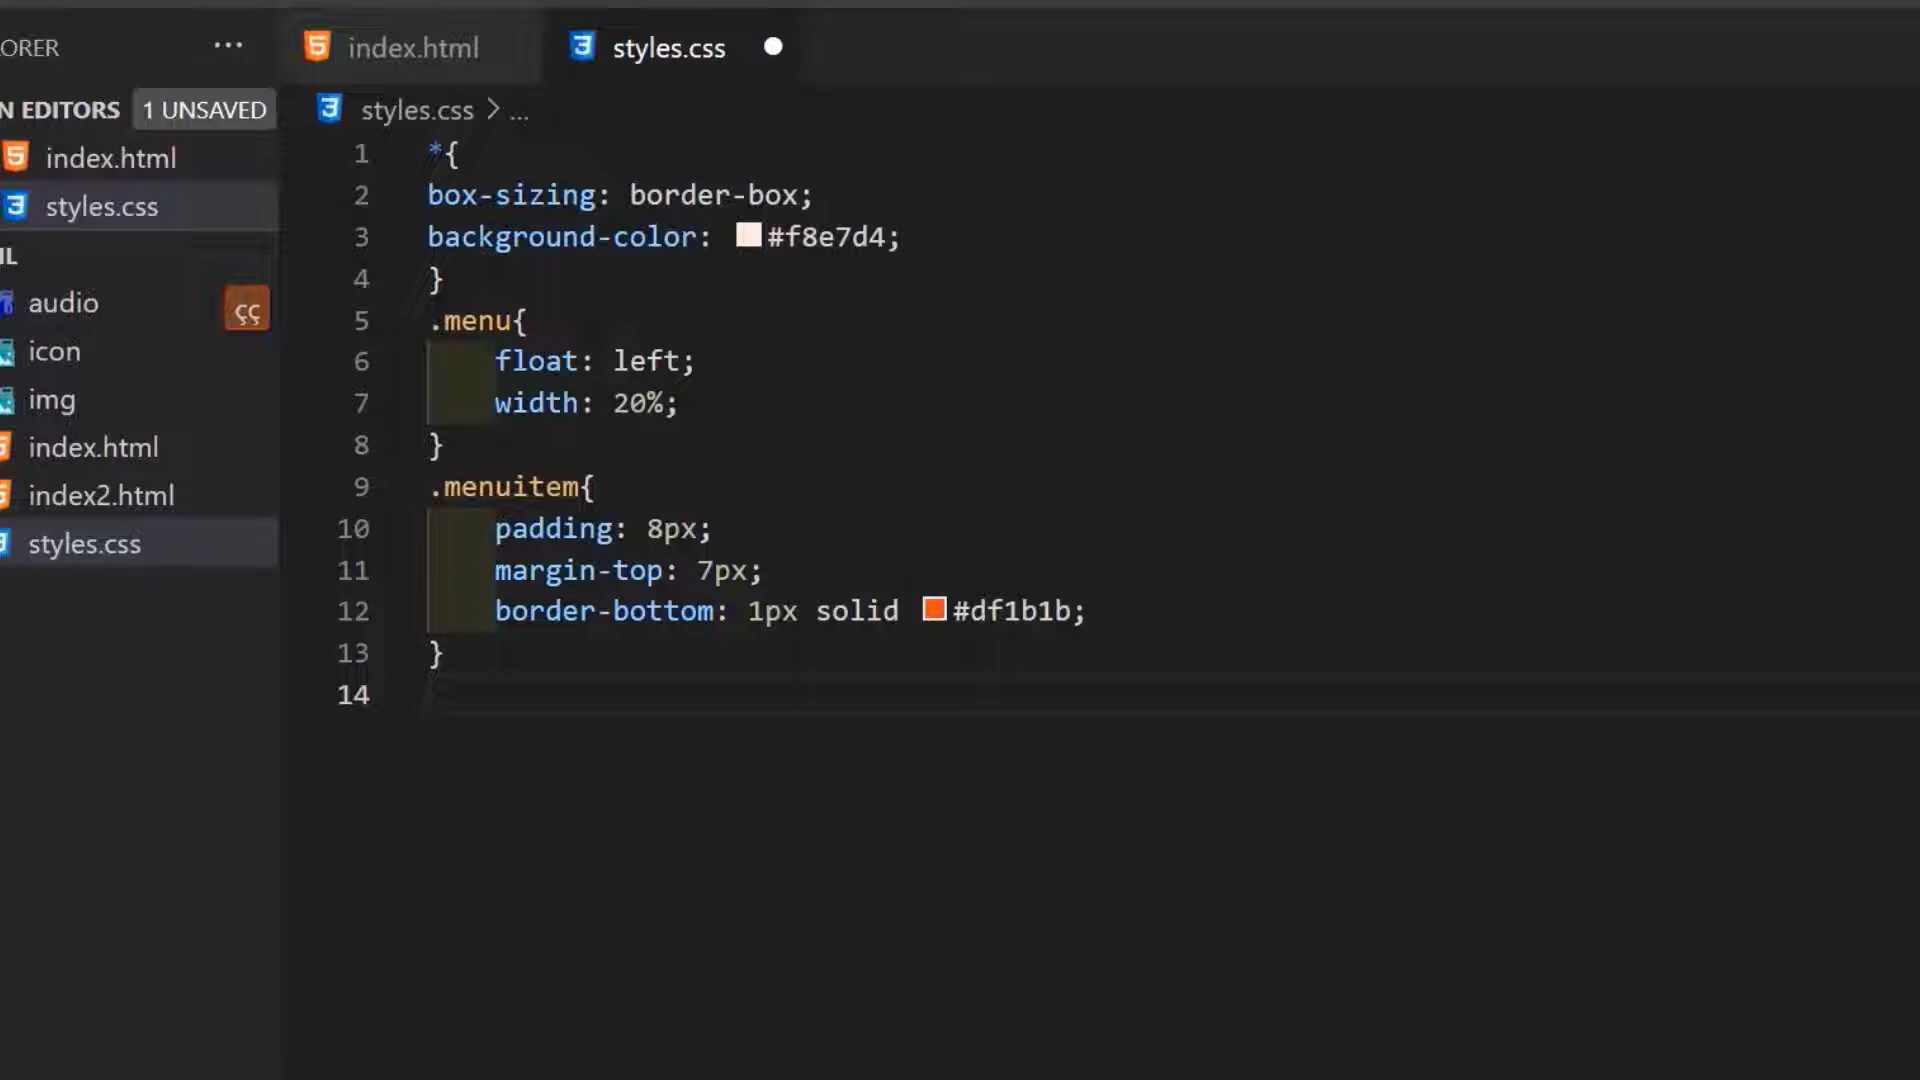 ORER ...
index.html
styles.css
N EDITORS 1 UNSAVED
index.html
styles.css
IL
audio çç
icon
img
index.html
index2.html
styles.css
styles.css > ...
1 *{
2 box-sizing: border-box;
3 background-color: #f8e7d4;
4 }
5 .menu{
6 float: left;
7 width: 20%;
8 }
9 .menuitem{
10 padding: 8px;
11 margin-top: 7px;
12 border-bottom: 1px solid #df1b1b;
13 }
14